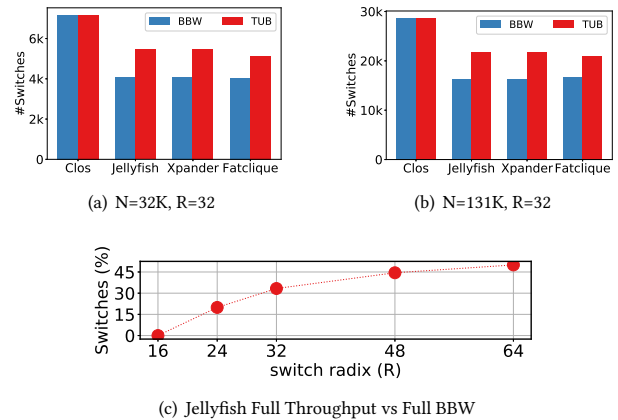 #Switches
6k
4k
2k
0
BBW
TUB
Clos
Jellyfish
Xpander
Fatclique
(a) N=32K, R=32
#Switches
30k
20k
10k
0
BBW
TUB
Clos
Jellyfish
Xpander
Fatclique
(b) N=131K, R=32
Switches (%)
45
30
15
0
16
24
32
48
64
switch radix (R)
(c) Jellyfish Full Throughput vs Full BBW